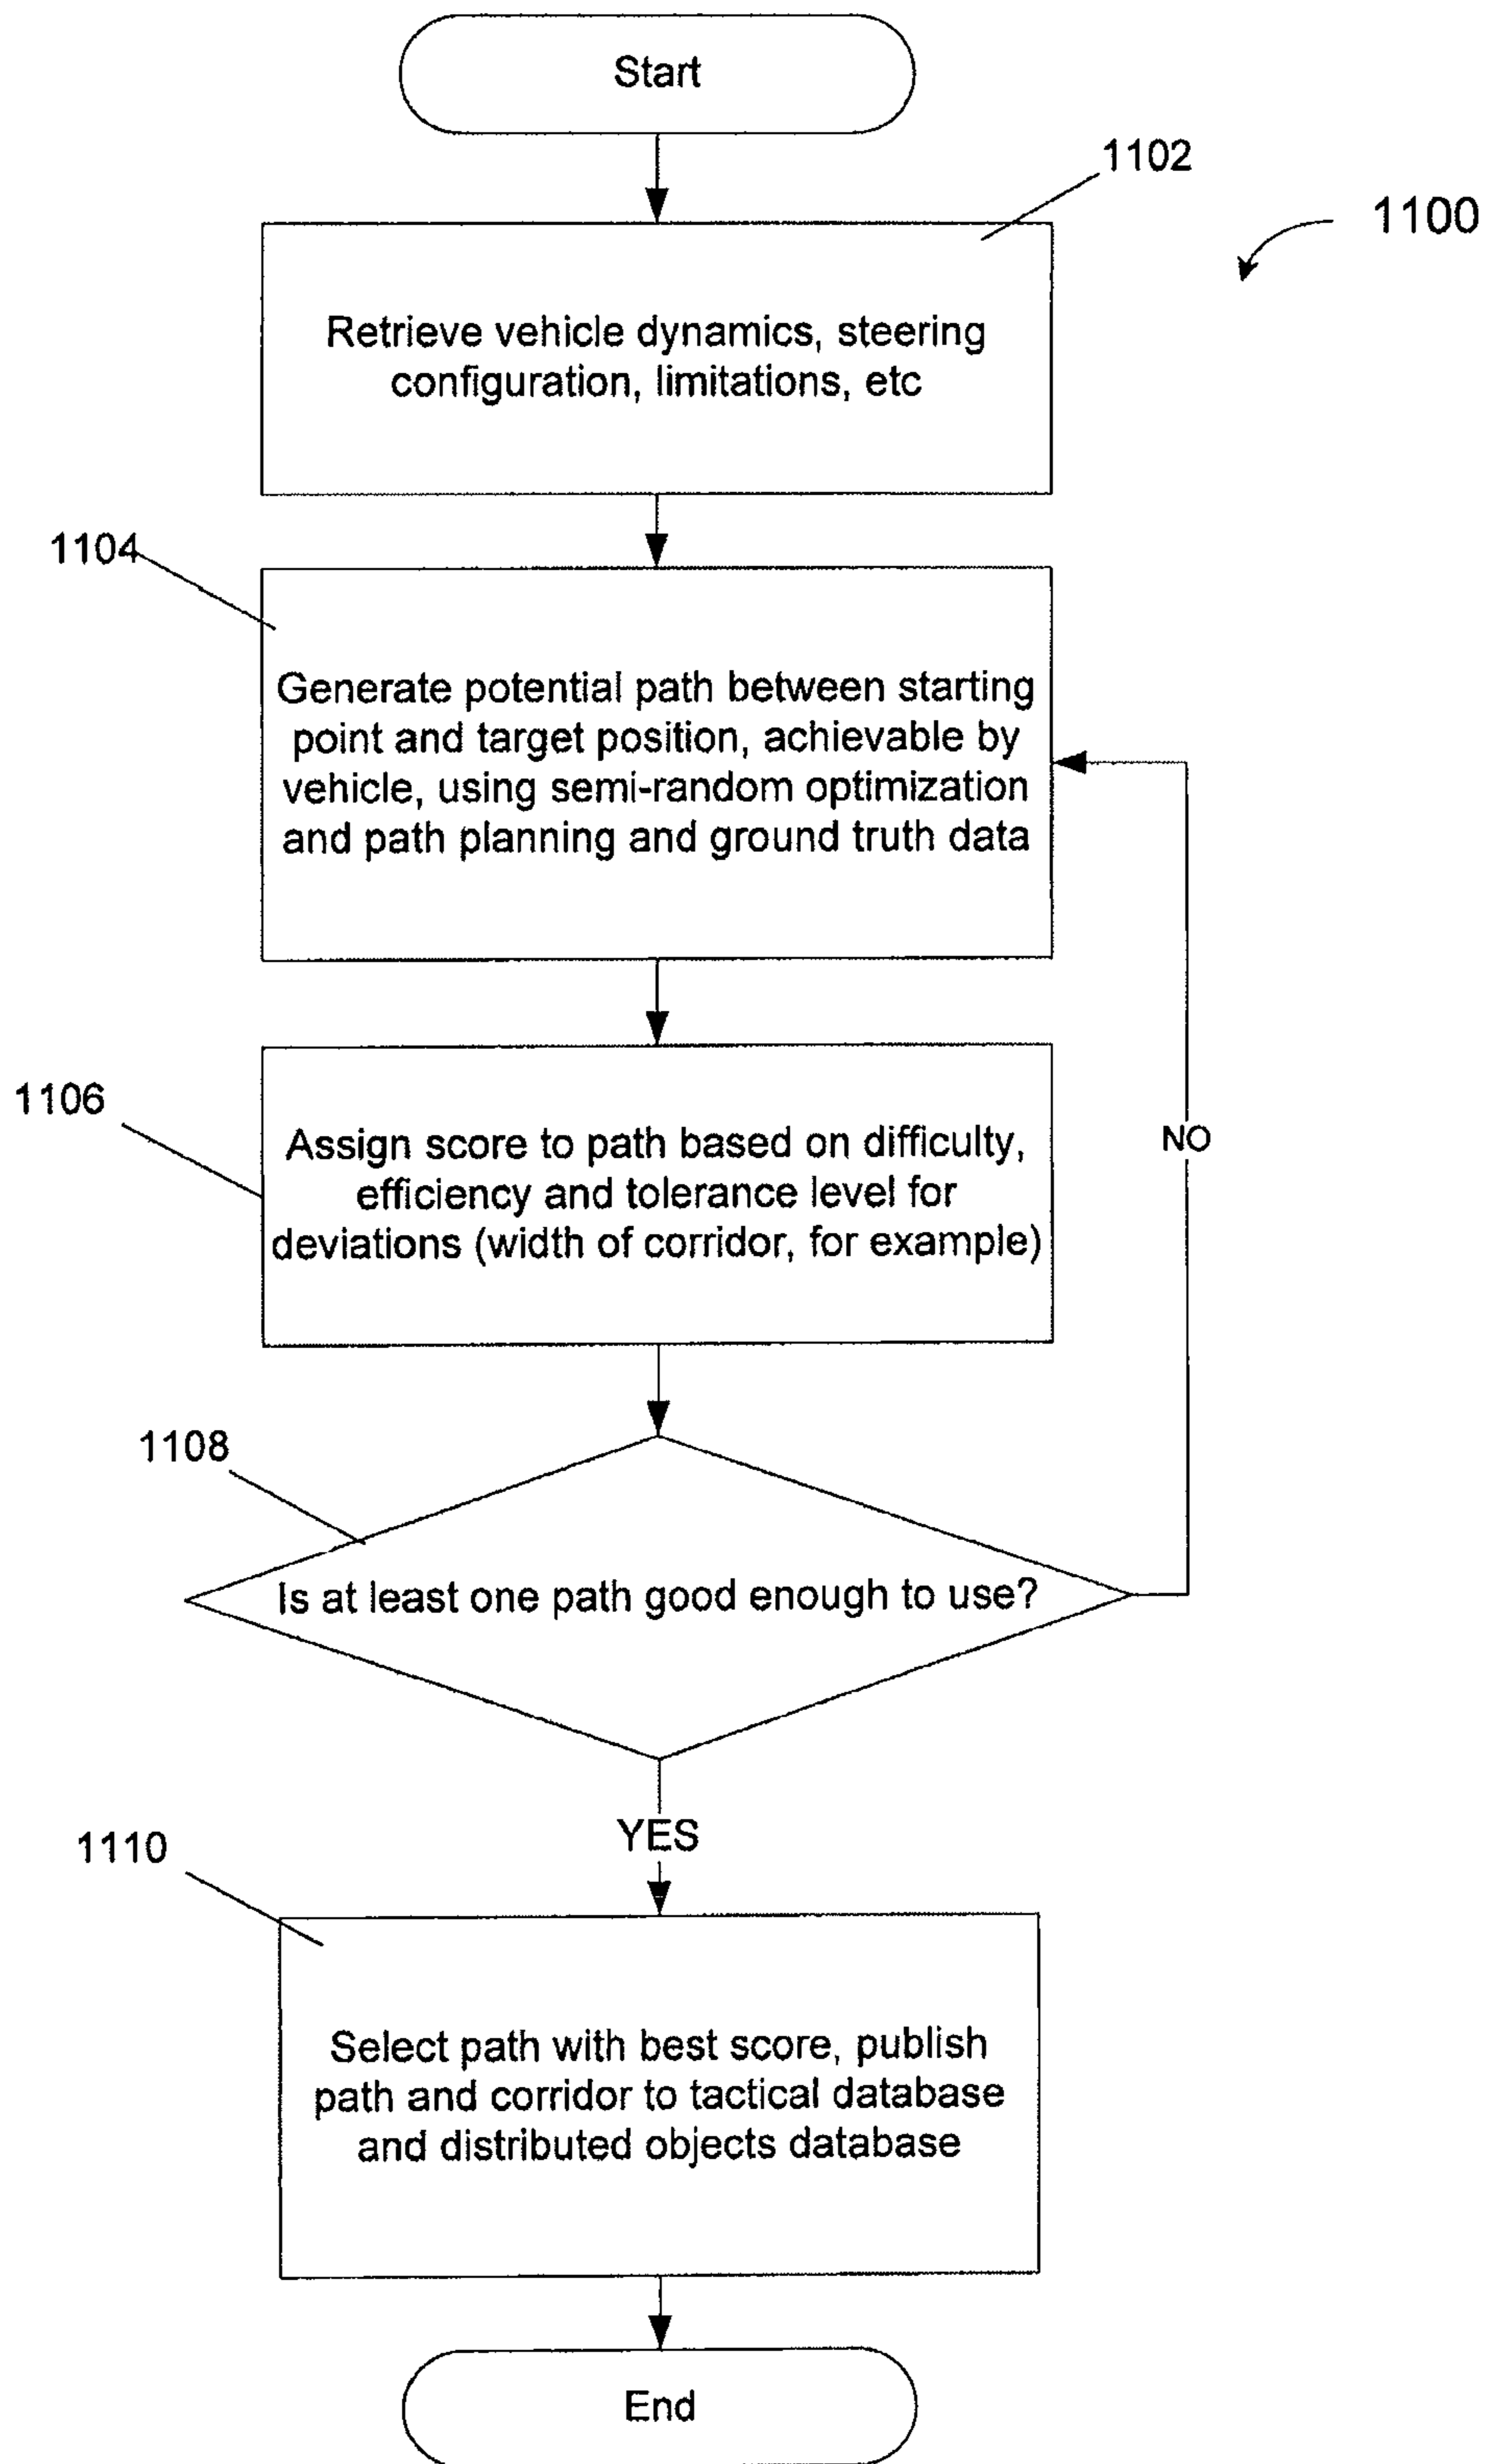 Start
1102
1100
Retrieve vehicle dynamics, steering
configuration, limitations, etc
1104
Generate potential path between starting
point and target position, achievable by
vehicle, using semi-random optimization
and path planning and ground truth data
1106
Assign score to path based on difficulty,
efficiency and tolerance level for
deviations (width of corridor, for example)
NO
1108
Is at least one path good enough to use?
YES
1110
Select path with best score, publish
path and corridor to tactical database
and distributed objects database
End